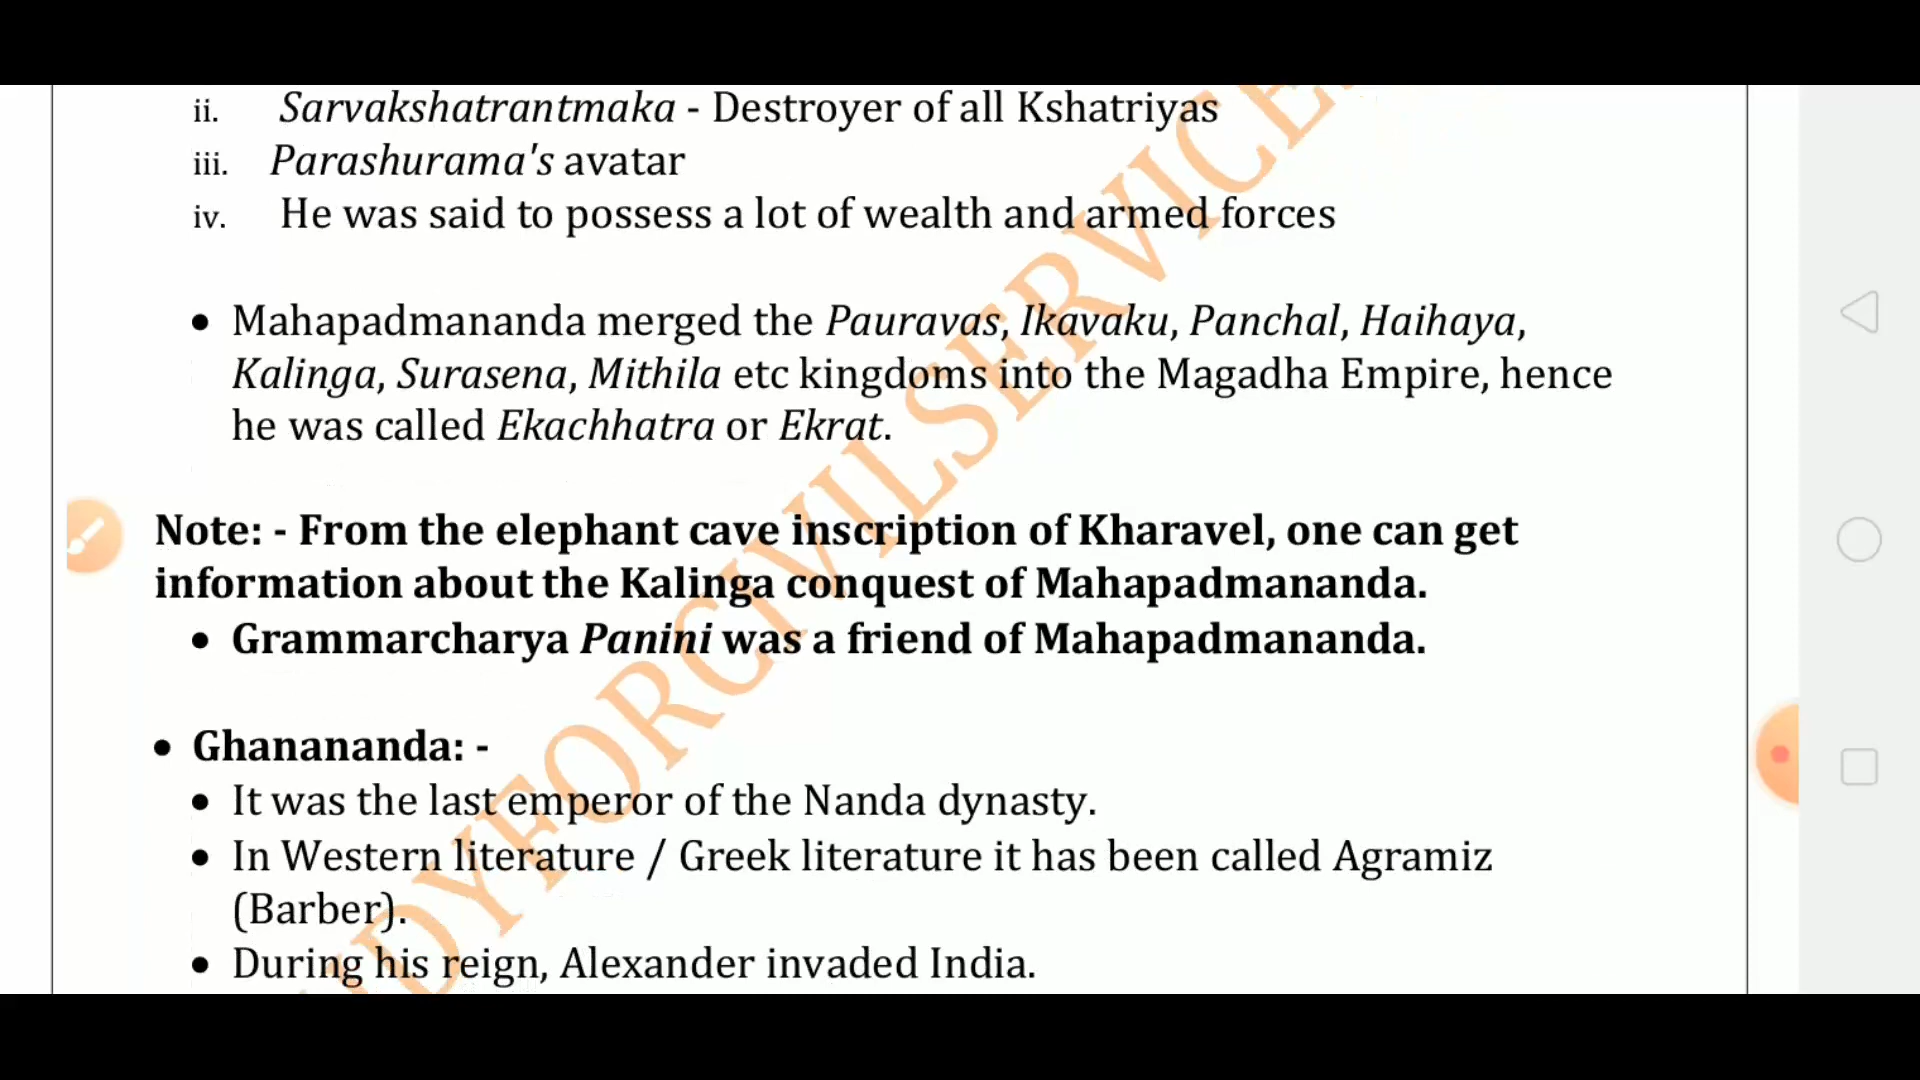 ii. Sarvakshatrantmaka - Destroyer of all Kshatriyas
iii. Parashurama's avatar
iv. He was said to possess a lot of wealth and armed forces
• Mahapadmananda merged the Pauravas, Ikavaku, Panchal, Haihaya,
Kalinga, Surasena, Mithila etc kingdoms into the Magadha Empire, hence
he was called Ekachhatra or Ekrat.
Note: - From the elephant cave inscription of Kharavel, one can get
information about the Kalinga conquest of Mahapadmananda.
• Grammarcharya Panini was a friend of Mahapadmananda.
• Ghanananda: -
• It was the last emperor of the Nanda dynasty.
• In Western literature / Greek literature it has been called Agramiz
(Barber).
• During his reign, Alexander invaded India.
UDYFORCIVILSERVICES